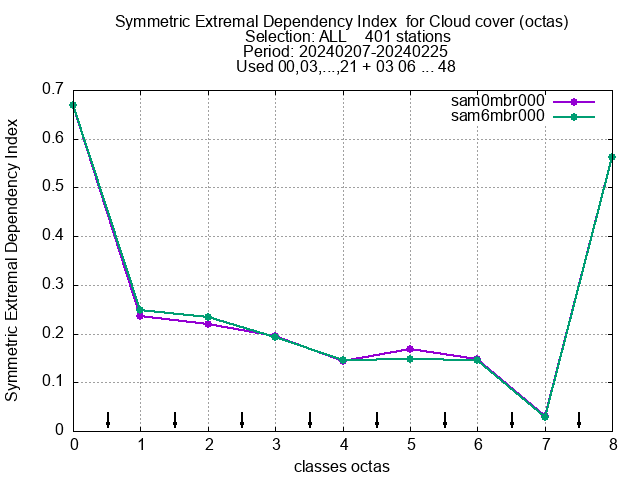 Symmetric Extremal Dependency Index  for Cloud cover (octas)
Selection: ALL    401 stations
Period: 20240207-20240225
Used 00,03,...,21 + 03 06 ... 48
sam0mbr000
sam6mbr000
Symmetric Extremal Dependency Index
0.7
0.6
0.5
0.4
0.3
0.2
0.1
0
0 1 2 3 4 5 6 7 8
classes octas